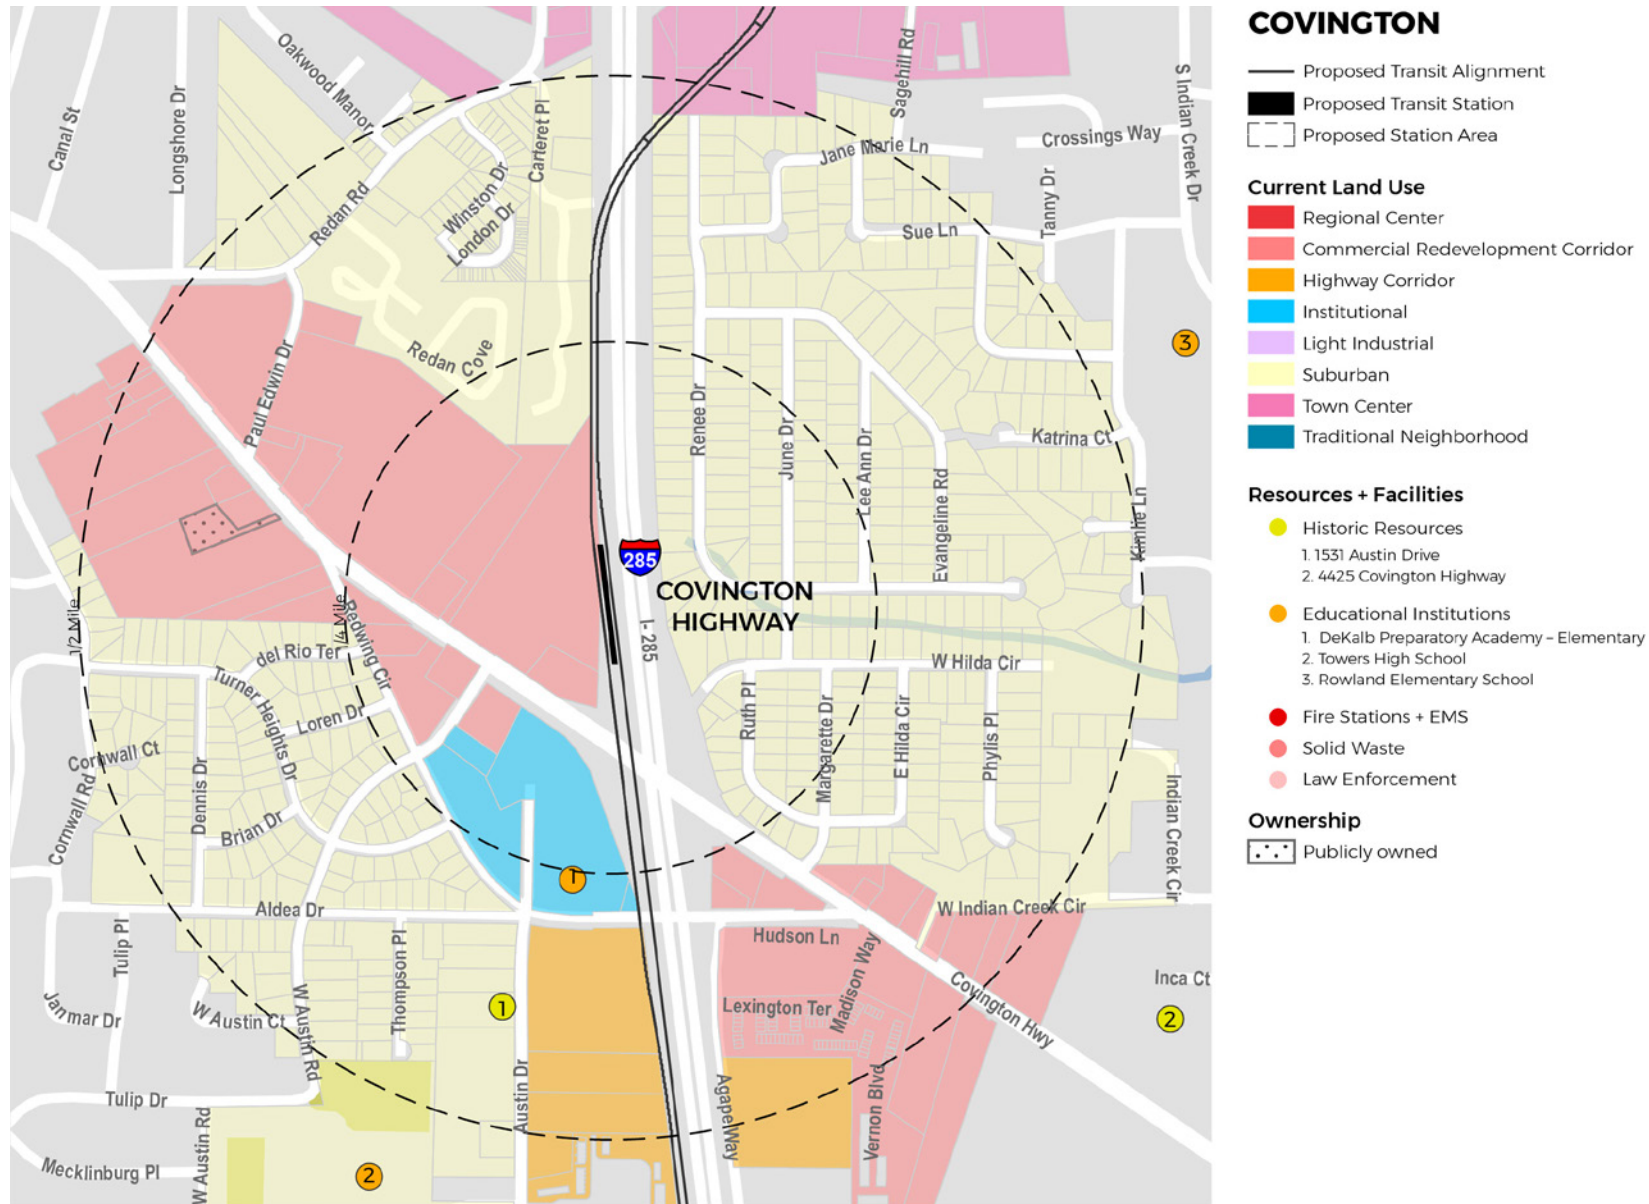 COVINGTON
Proposed Transit Alignment
Proposed Transit Station
Proposed Station Area
Current Land Use
Regional Center
Commercial Redevelopment Corridor
Highway Corridor
Institutional
Light Industrial
Suburban
Town Center
Traditional Neighborhood
Resources + Facilities
Historic Resources
1. 1531 Austin Drive
2. 4425 Covington Highway
Educational Institutions
1. DeKalb Preparatory Academy – Elementary
2. Towers High School
3. Rowland Elementary School
Fire Stations + EMS
Solid Waste
Law Enforcement
Ownership
Publicly owned
Canal St
Longshore Dr
Oakwood Manor
Redan Rd
Winston Dr
London Dr
Carteret Pl
Sagehill Rd
Jane Marie Ln
Crossings Way
S Indian Creek Dr
Tanny Dr
Sue Ln
3
Redan Cove
Paul Edwin Dr
Renee Dr
June Dr
Lee Ann Dr
Evangeline Rd
Katrina Ct
Kimlie Ln
285
COVINGTON
HIGHWAY
I-285
1/2 Mile
1/4 Mile
Redwing Cir
del Rio Ter
Turner Heights Dr
Loren Dr
Cornwall Ct
Cornwall Rd
Dennis Dr
Brian Dr
W Hilda Cir
Ruth Pl
Margarette Dr
E Hilda Cir
Phylis Pl
Indian Creek Cir
1
Aldea Dr
W Indian Creek Cir
Tulip Pl
Thompson Pl
Hudson Ln
Madison Way
Lexington Ter
Covington Hwy
Inca Ct
Janmar Dr
W Austin Ct
W Austin Rd
1
2
Tulip Dr
Austin Dr
Agape Way
Vernon Blvd
Mecklinburg Pl
W Austin Rd
2